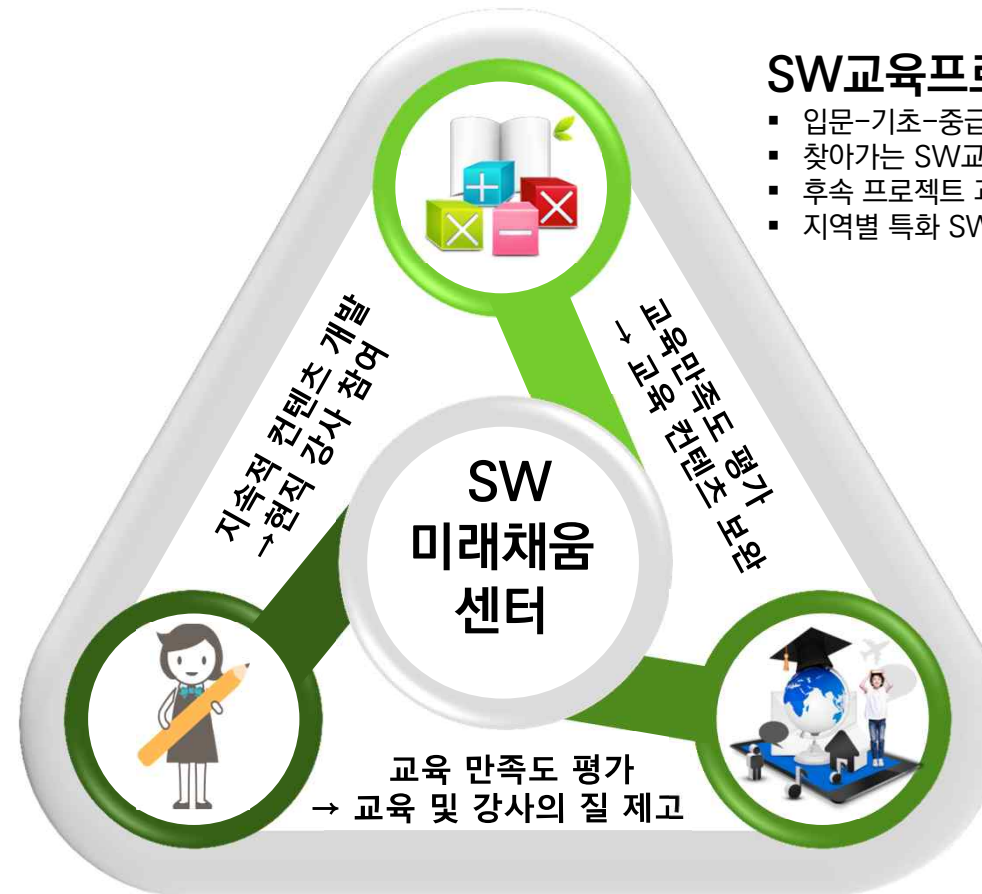 SW교육프로
▪ 입문-기초-중급
▪ 찾아가는 SW교
▪ 후속 프로젝트
▪ 지역별 특화 SW
지속적 컨텐츠 개발
→현직 강사 참여
교육만족도 평가
→ 교육 컨텐츠 보완
SW
미래채움
센터
교육 만족도 평가
→ 교육 및 강사의 질 제고